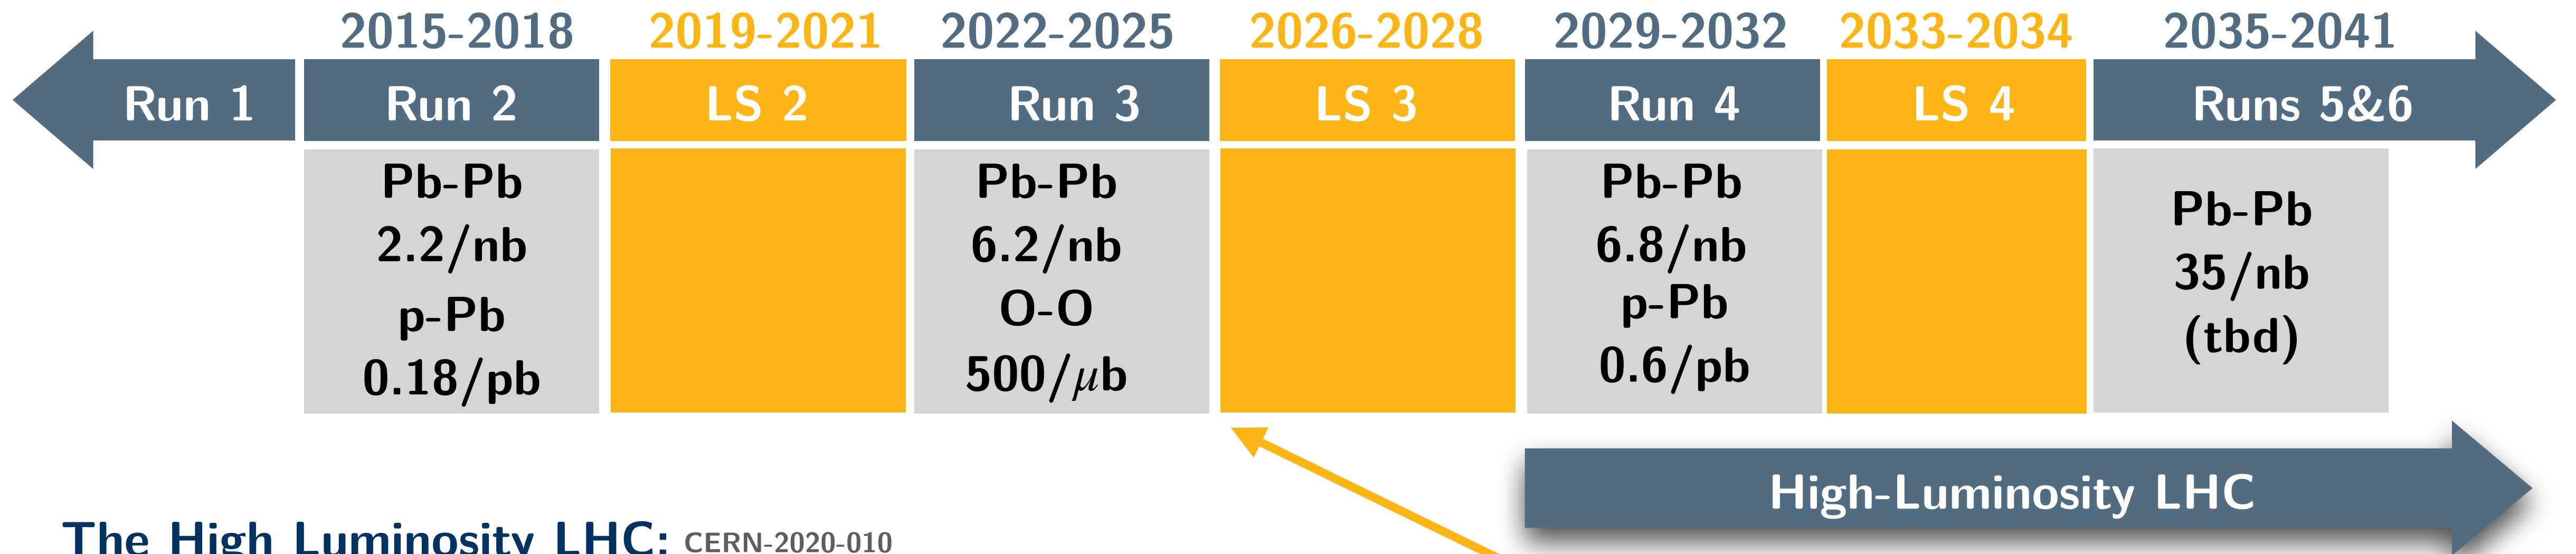 2015-2018 2019-2021 2022-2025 2026-2028 2029-2032 2033-2034 2035-2041
Run 1 Run 2 LS 2 Run 3 LS 3 Run 4 LS 4 Runs 5&6
Pb-Pb
2.2/nb
p-Pb
0.18/pb
Pb-Pb
6.2/nb
O-O
500/μb
Pb-Pb
6.8/nb
p-Pb
0.6/pb
Pb-Pb
35/nb
(tbd)
High-Luminosity LHC
The High Luminosity LHC: CERN-2020-010